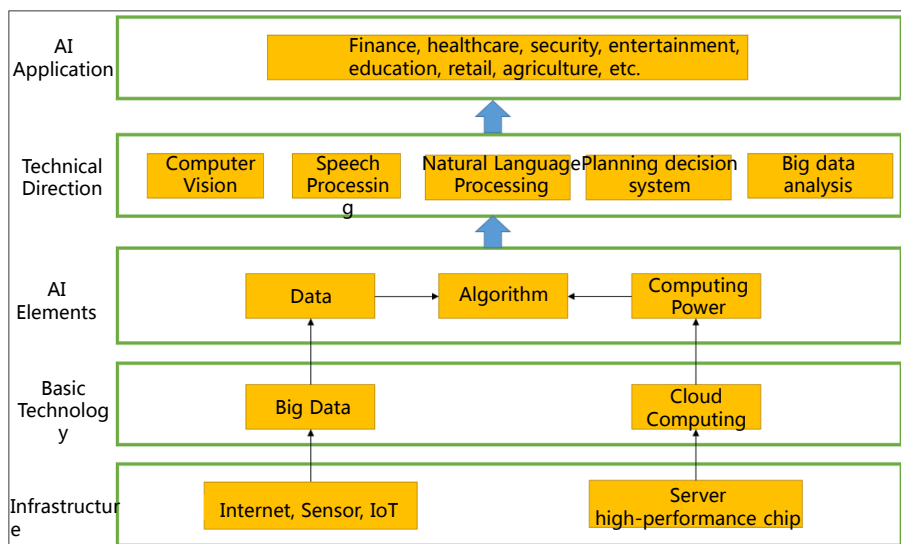 AI
Application
Finance, healthcare, security, entertainment,
education, retail, agriculture, etc.
Technical
Direction
Computer
Vision
Speech
Processin
g
Natural Language
Processing
Planning decision
system
Big data
analysis
AI
Elements
Data
Algorithm
Computing
Power
Basic
Technolog
y
Big Data
Cloud
Computing
Infrastructur
e
Internet, Sensor, IoT
Server
high-performance chip